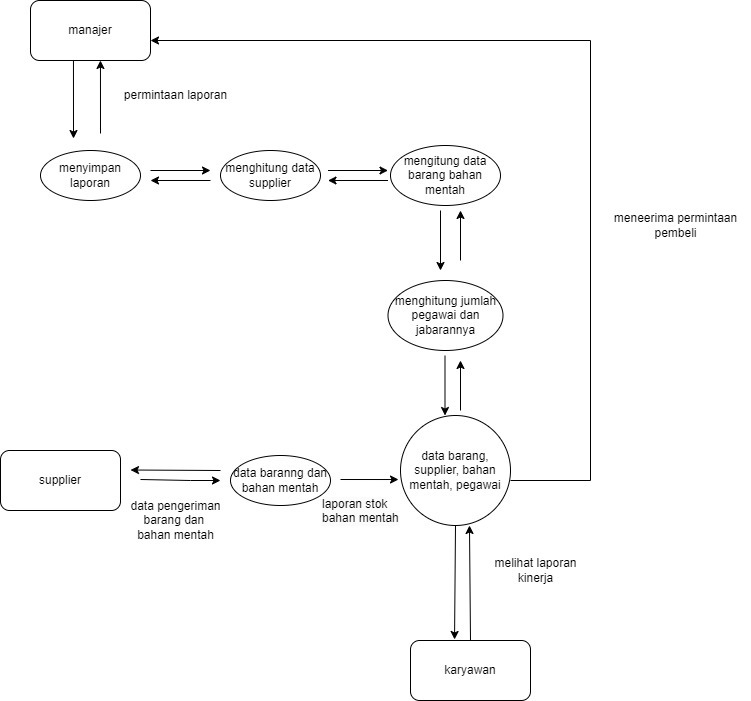 manajer
permintaan laporan
menyimpan
laporan
menghitung data
supplier
mengitung data
barang bahan
mentah
meneerima permintaan
pembeli
menghitung jumlah
pegawai dan
jabarannya
data barang,
supplier, bahan
mentah, pegawai
supplier
data baranng dan
bahan mentah
data pengeriman
barang dan
bahan mentah
laporan stok
bahan mentah
melihat laporan
kinerja
karyawan